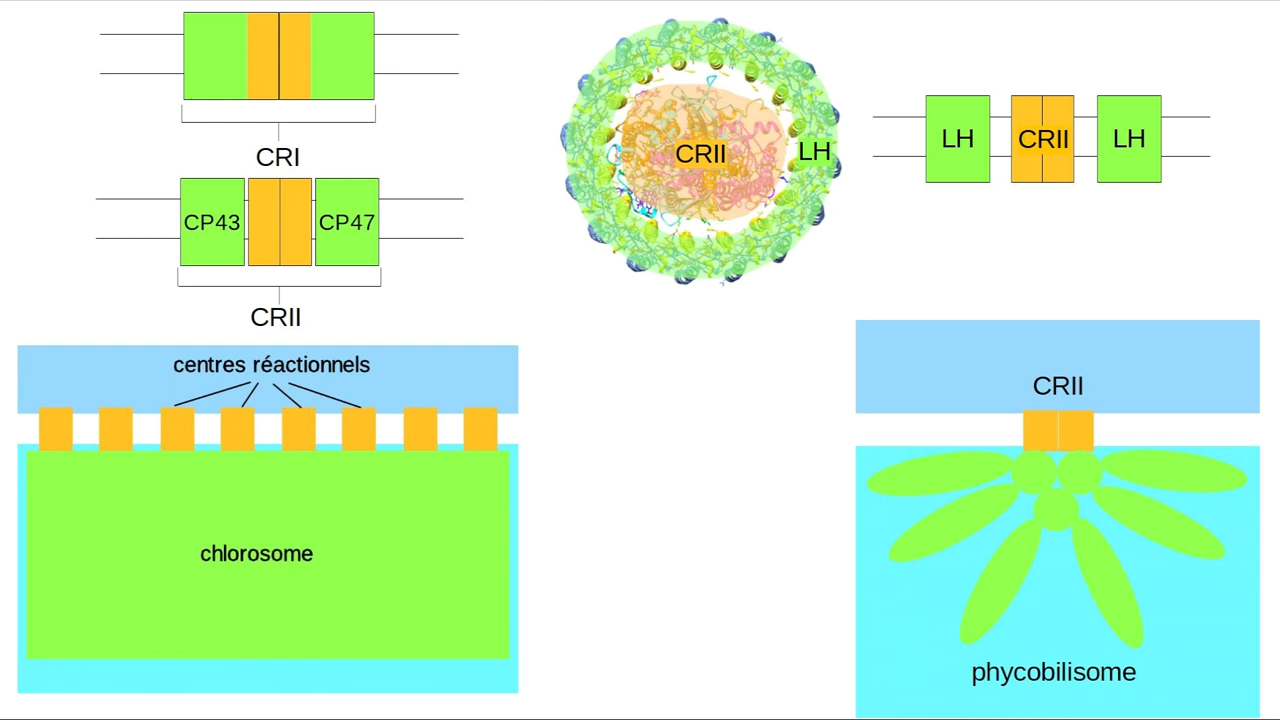 CRI
CP43
CP47
CRII
CRII
LH
LH
CRII
LH
centres réactionnels
chlorosome
CRII
phycobilisome